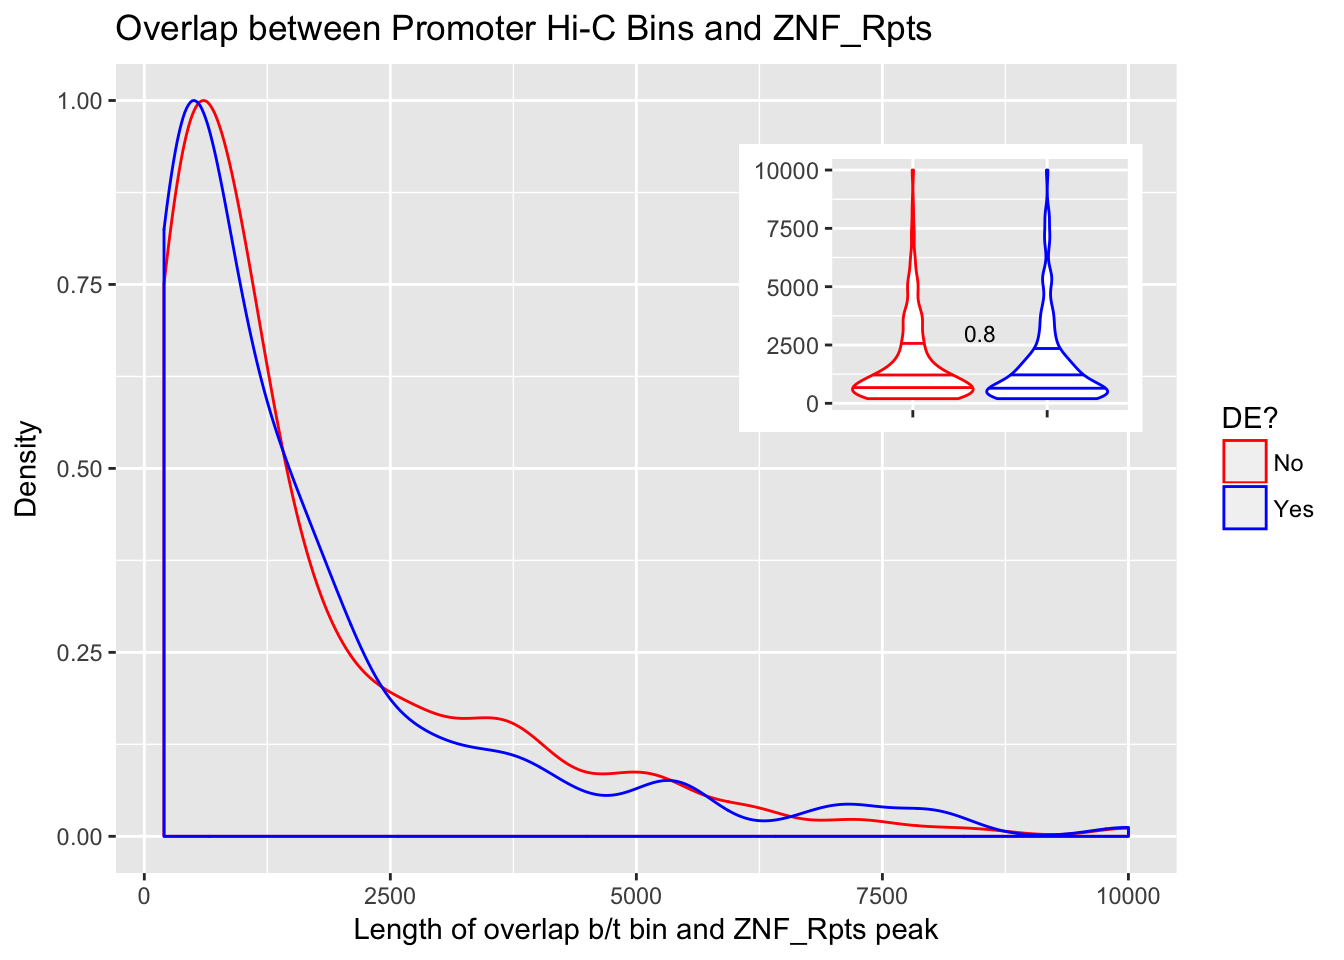 Overlap between Promoter Hi-C Bins and ZNF_Rpts
1.00
0.75
0.50
0.25
0.00
Density
0
2500
5000
7500
10000
Length of overlap b/t bin and ZNF_Rpts peak
10000
7500
5000
2500
0
0.8
DE?
No
Yes